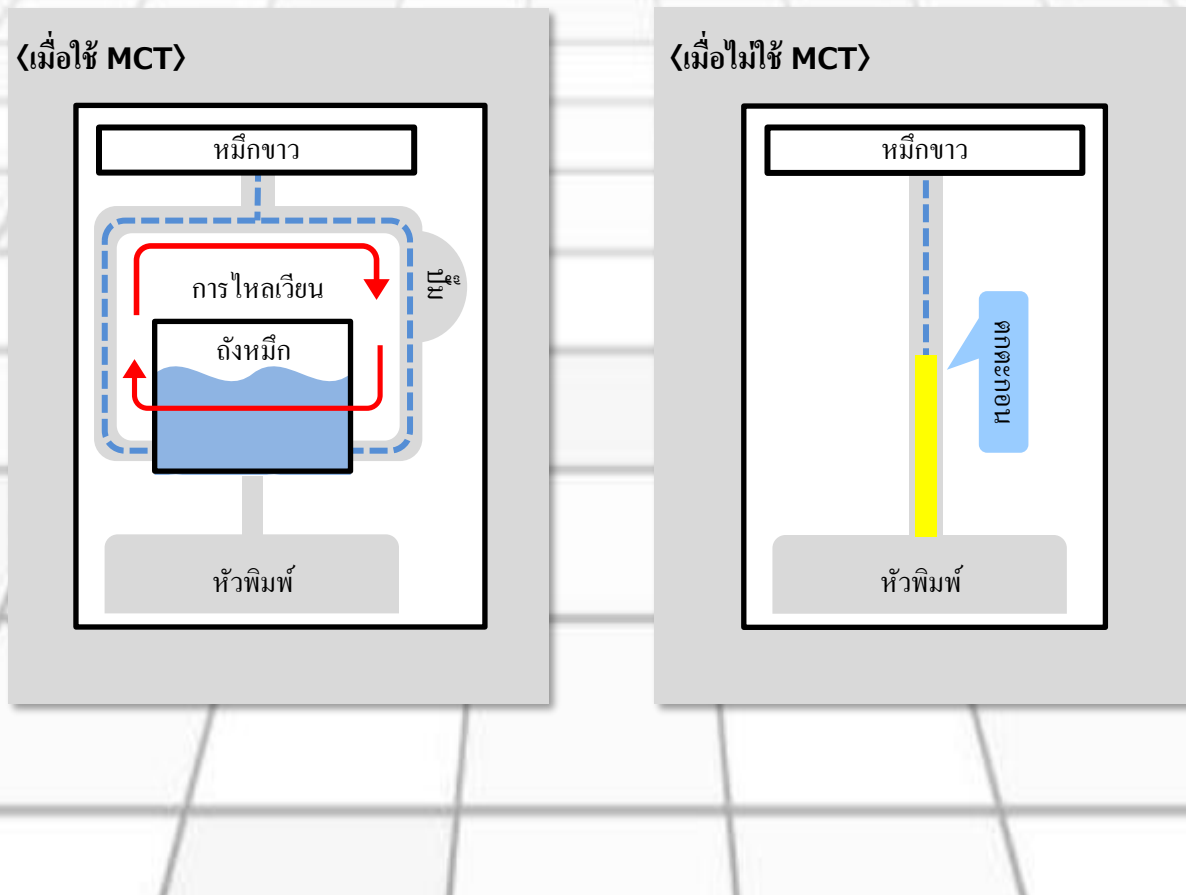 〈เมื่อใช้ MCT〉
หมึกขาว
ปั๊ม
การไหลเวียน
ถังหมึก
หัวพิมพ์
〈เมื่อไม่ใช้ MCT〉
หมึกขาว
ตกตะกอน
หัวพิมพ์